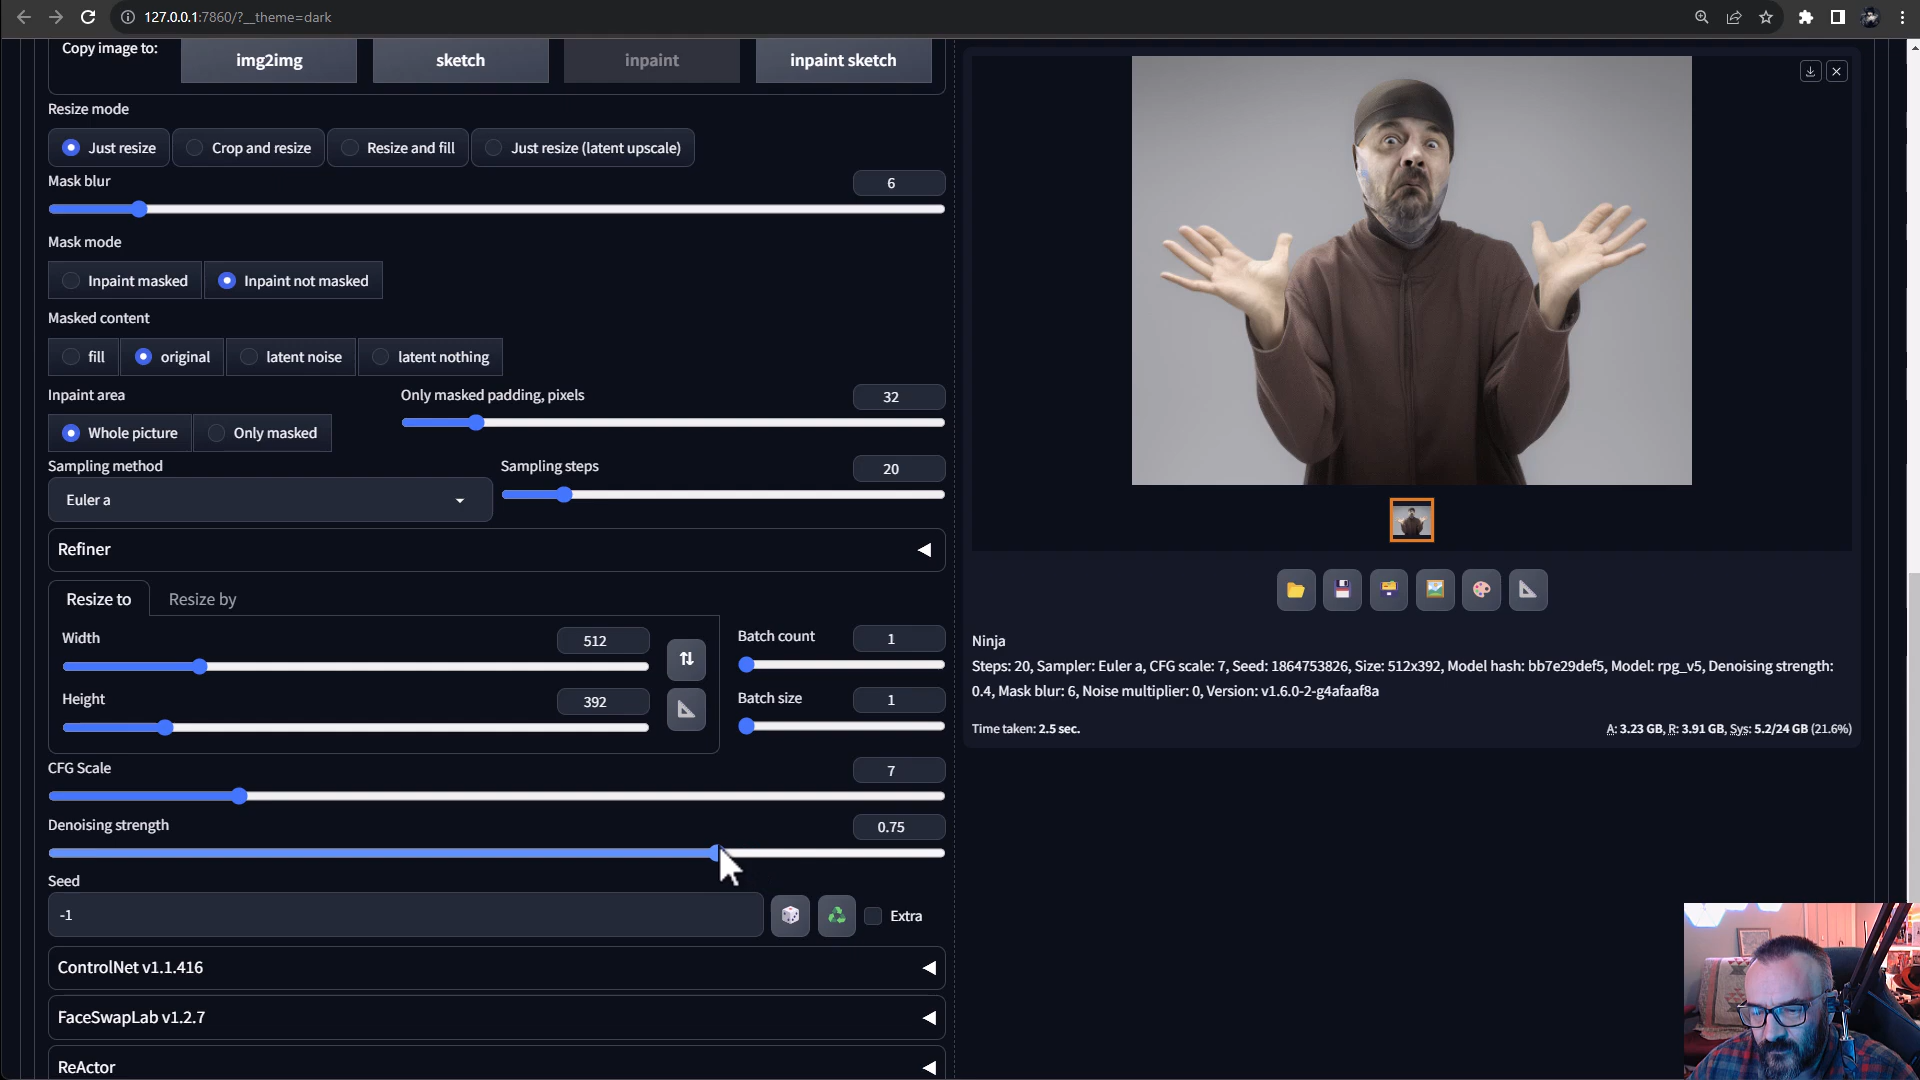 127.0.0.1:7860/?__theme=dark
Copy image to:
img2img
sketch
inpaint
inpaint sketch
Resize mode
Just resize
Crop and resize
Resize and fill
Just resize (latent upscale)
Mask blur
6
Mask mode
Inpaint masked
Inpaint not masked
Masked content
fill
original
latent noise
latent nothing
Inpaint area
Only masked padding, pixels
32
Whole picture
Only masked
Sampling method
Sampling steps
20
Euler a
Refiner
Resize to
Resize by
Width
512
Batch count
1
Height
392
Batch size
1
CFG Scale
7
Denoising strength
0.75
Seed
-1
Extra
ControlNet v1.1.416
FaceSwapLab v1.2.7
ReActor
Ninja
Steps: 20, Sampler: Euler a, CFG scale: 7, Seed: 1864753826, Size: 512x392, Model hash: bb7e29def5, Model: rpg_v5, Denoising strength:
0.4, Mask blur: 6, Noise multiplier: 0, Version: v1.6.0-2-g4afaaf8a
Time taken: 2.5 sec.
A: 3.23 GB, R: 3.91 GB, Sys: 5.2/24 GB (21.6%)